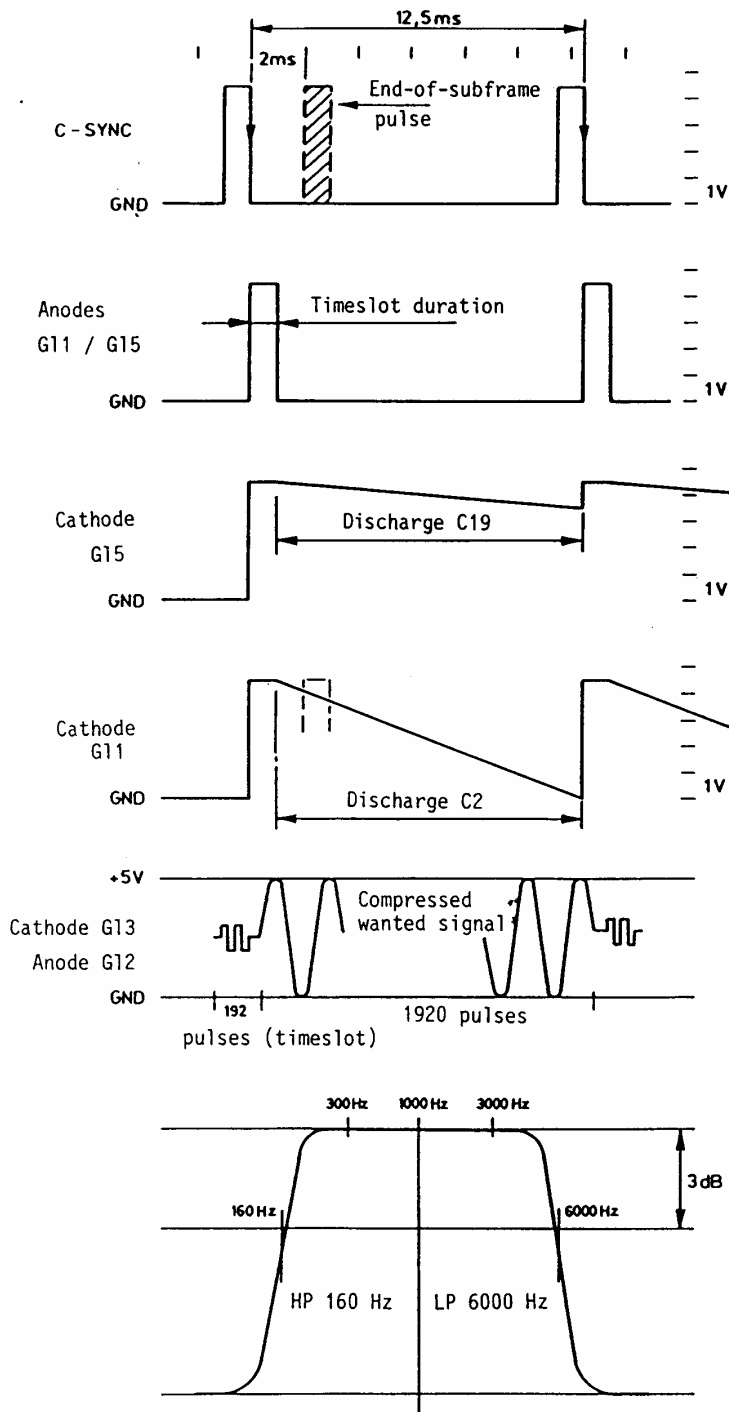 12,5ms
2ms
End-of-subframe
pulse
C-SYNC
GND
1V
Anodes
G11 / G15
Timeslot duration
GND
1V
Cathode
G15
Discharge C19
GND
1V
Cathode
G11
Discharge C2
GND
1V
+5V
Cathode G13
Anode G12
Compressed
wanted signal
GND
192
1920 pulses
pulses (timeslot)
300Hz 1000Hz 3000Hz
3dB
160Hz 6000Hz
HP 160 Hz LP 6000 Hz